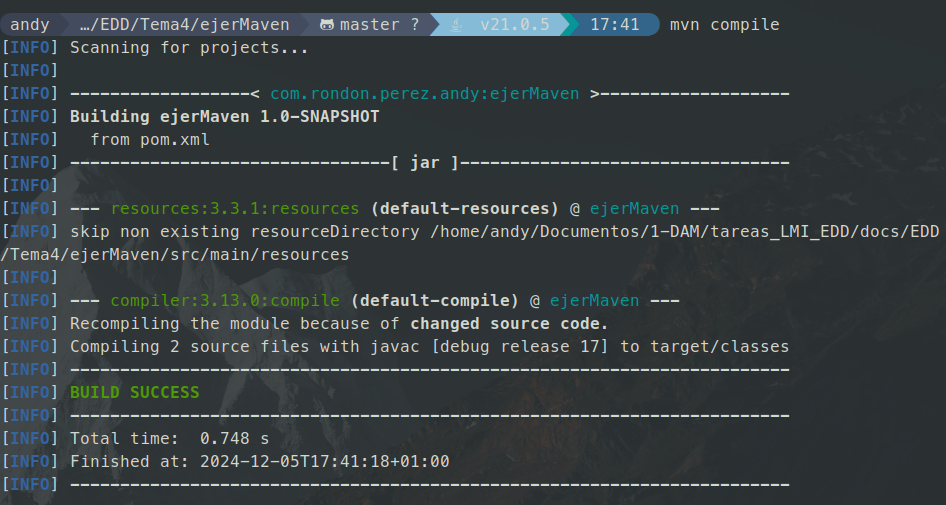 andy …/EDD/Tema4/ejerMaven master ? v21.0.5 17:41 mvn compile
[INFO] Scanning for projects...
[INFO]
[INFO] ------------------< com.rondon.perez.andy:ejerMaven >-------------------
[INFO] Building ejerMaven 1.0-SNAPSHOT
[INFO]   from pom.xml
[INFO] --------------------------------[ jar ]---------------------------------
[INFO]
[INFO] --- resources:3.3.1:resources (default-resources) @ ejerMaven ---
[INFO] skip non existing resourceDirectory /home/andy/Documentos/1-DAM/tareas_LMI_EDD/docs/EDD
/Tema4/ejerMaven/src/main/resources
[INFO]
[INFO] --- compiler:3.13.0:compile (default-compile) @ ejerMaven ---
[INFO] Recompiling the module because of changed source code.
[INFO] Compiling 2 source files with javac [debug release 17] to target/classes
[INFO] ------------------------------------------------------------------------
[INFO] BUILD SUCCESS
[INFO] ------------------------------------------------------------------------
[INFO] Total time:  0.748 s
[INFO] Finished at: 2024-12-05T17:41:18+01:00
[INFO] ------------------------------------------------------------------------